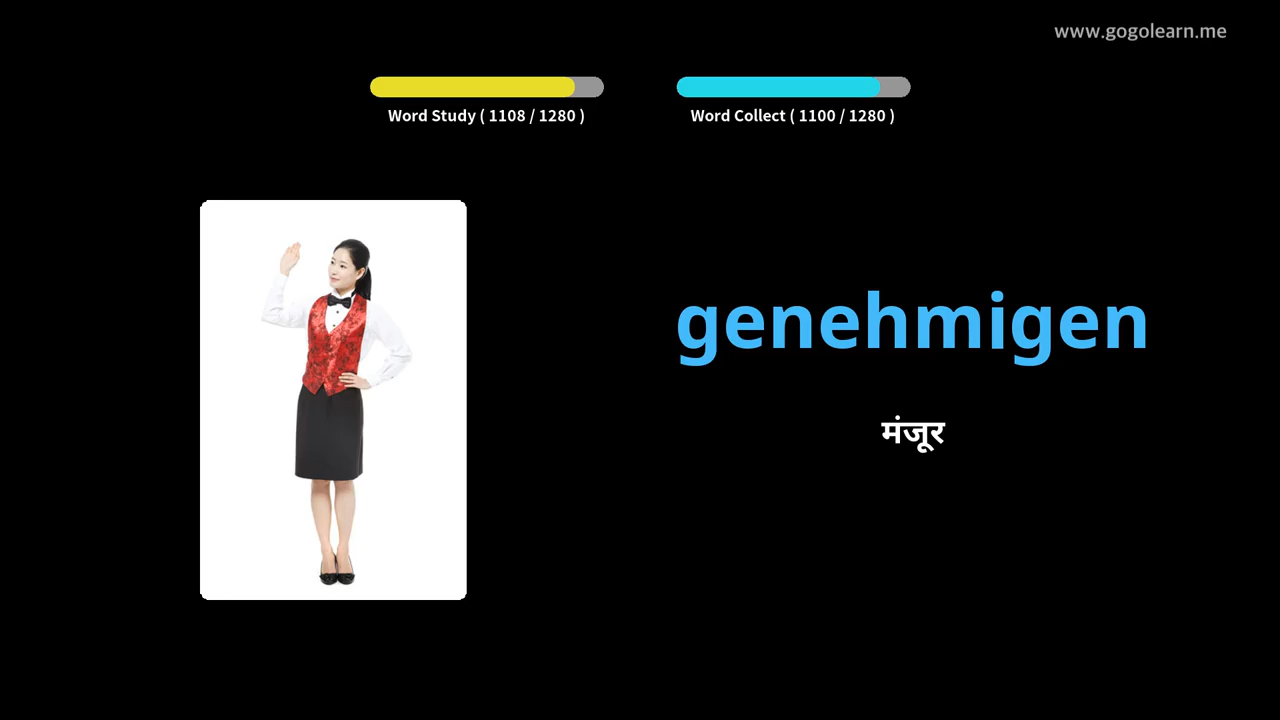 www.gogolearn.me
Word Study ( 1108 / 1280 )
Word Collect ( 1100 / 1280 )
genehmigen
मंजूर